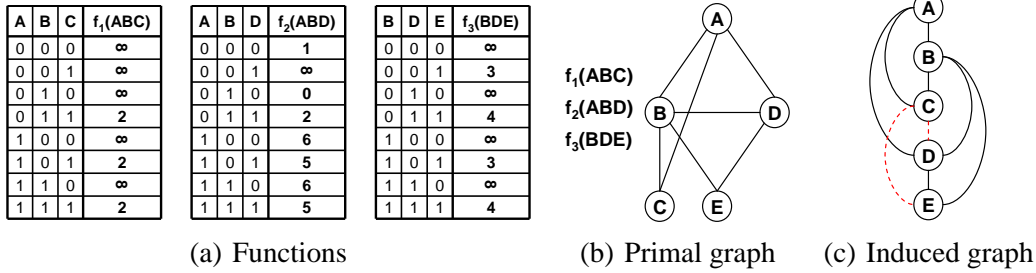 A B C f1(ABC)
0 0 0 ∞
0 0 1 ∞
0 1 0 ∞
0 1 1 2
1 0 0 ∞
1 0 1 2
1 1 0 ∞
1 1 1 2
A B D f2(ABD)
0 0 0 1
0 0 1 ∞
0 1 0 0
0 1 1 2
1 0 0 6
1 0 1 5
1 1 0 6
1 1 1 5
B D E f3(BDE)
0 0 0 ∞
0 0 1 3
0 1 0 ∞
0 1 1 4
1 0 0 ∞
1 0 1 3
1 1 0 ∞
1 1 1 4
(a) Functions
f1(ABC)
f2(ABD)
f3(BDE)
A
B D
C E
(b) Primal graph
A
B
C
D
E
(c) Induced graph